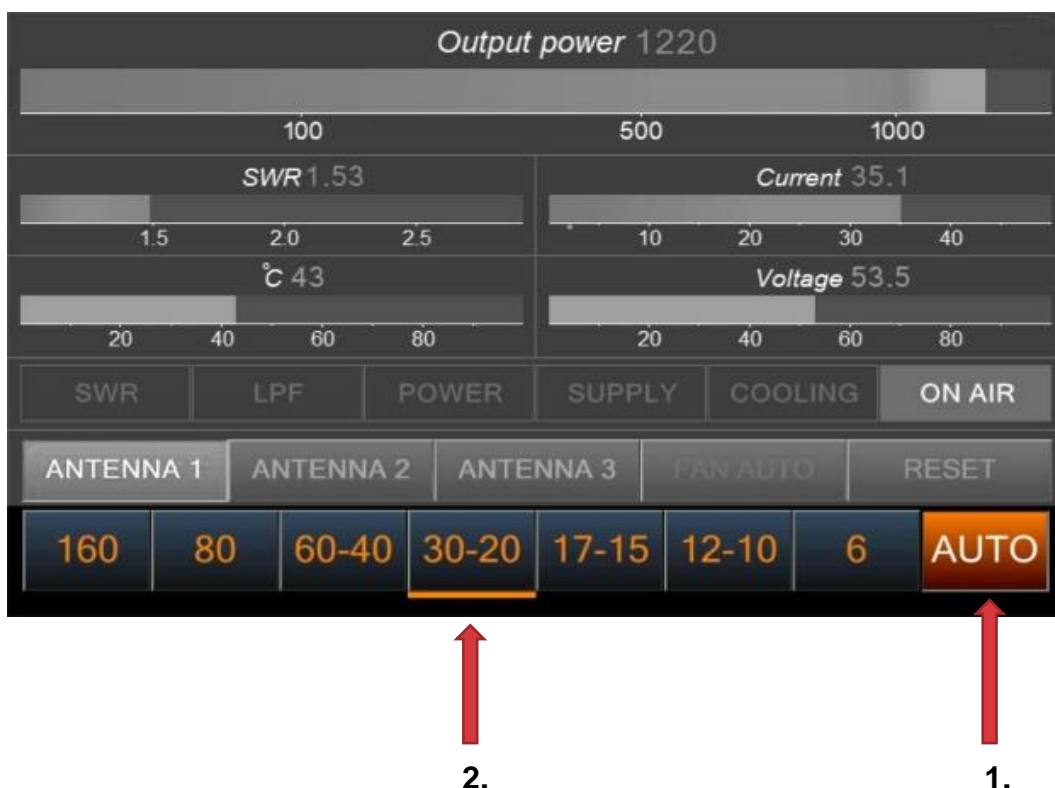 Output power 1220
100 500 1000
SWR 1.53 Current 35.1
1.5 2.0 2.5 10 20 30 40
°C 43 Voltage 53.5
20 40 60 80 20 40 60 80
SWR LPF POWER SUPPLY COOLING ON AIR
ANTENNA 1 ANTENNA 2 ANTENNA 3 FAN AUTO RESET
160 80 60-40 30-20 17-15 12-10 6 AUTO
2. 1.